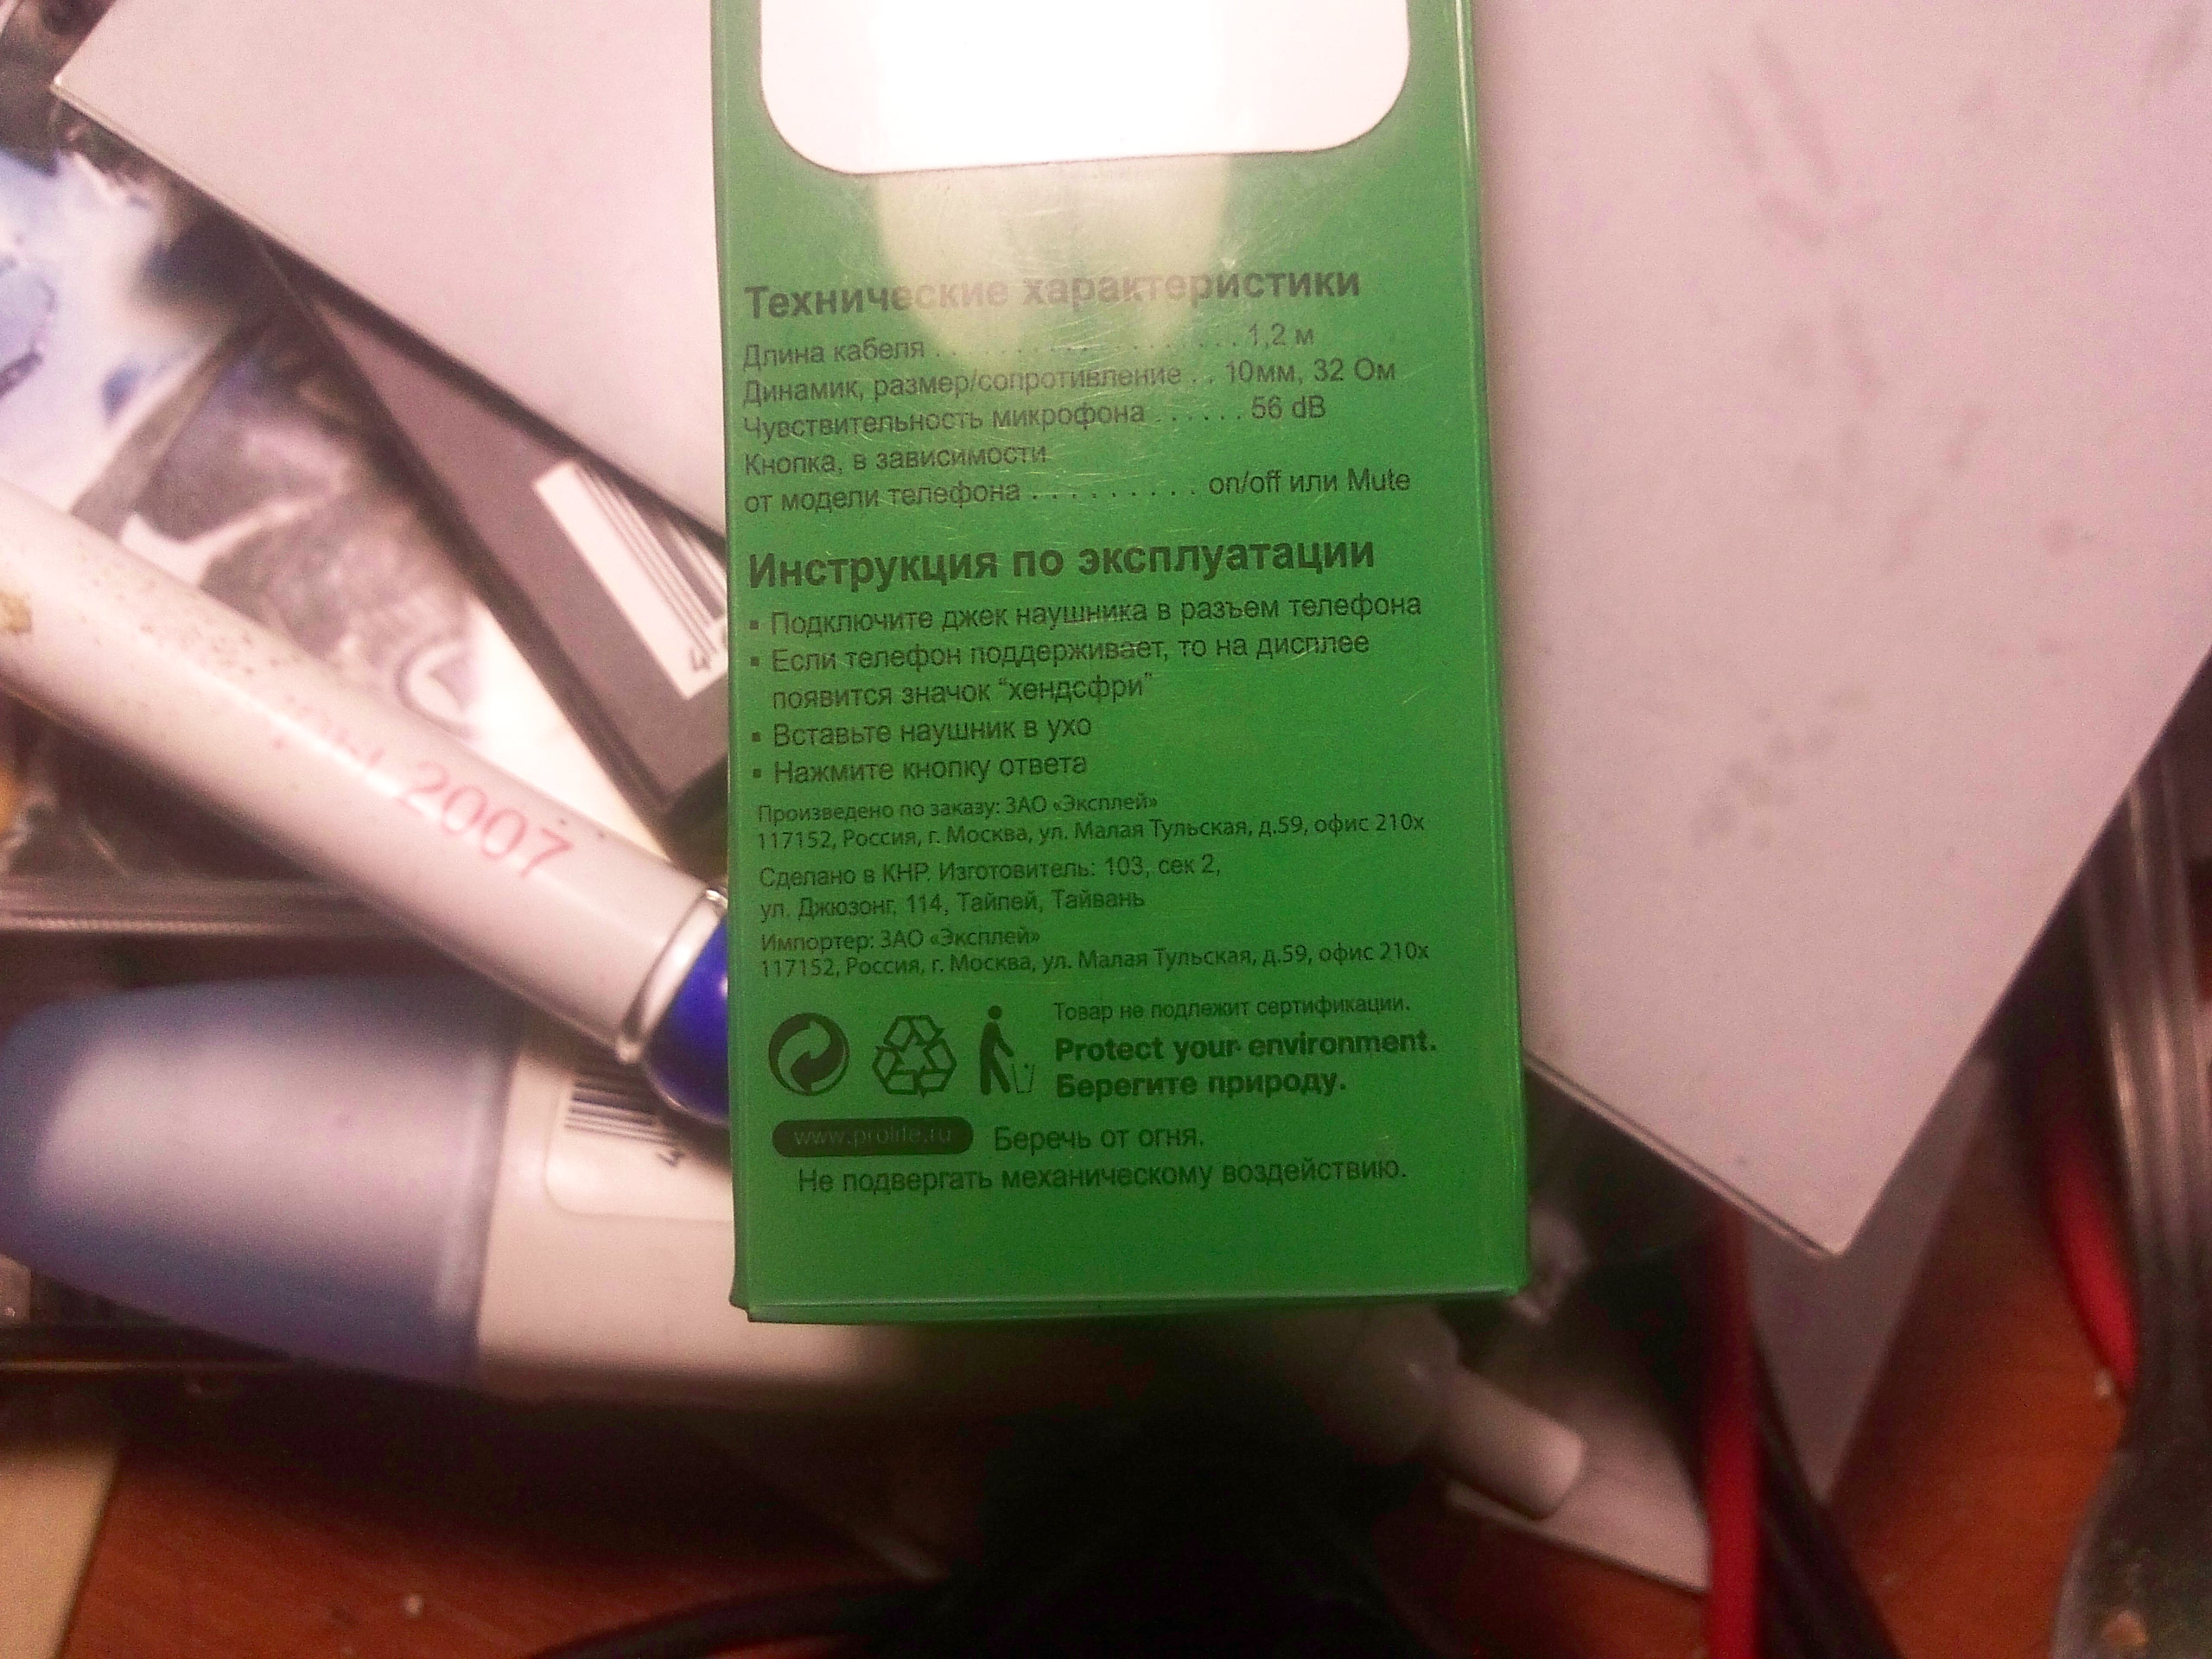 Технические характеристики
Длина кабеля . . . . . . . . . . . . . . . . . . . 1,2 м
Динамик, размер/сопротивление . . 10мм, 32 Ом
Чувствительность микрофона . . . . . . 56 dB
Кнопка, в зависимости
от модели телефона . . . . . . . . . on/off или Mute
Инструкция по эксплуатации
▪ Подключите джек наушника в разъем телефона
▪ Если телефон поддерживает, то на дисплее
появится значок “хендсфри”
▪ Вставьте наушник в ухо
▪ Нажмите кнопку ответа
Произведено по заказу: ЗАО «Эксплей»
117152, Россия, г. Москва, ул. Малая Тульская, д.59, офис 210х
Сделано в КНР. Изготовитель: 103, сек 2,
ул. Джюзонг, 114, Тайпей, Тайвань
Импортер: ЗАО «Эксплей»
117152, Россия, г. Москва, ул. Малая Тульская, д.59, офис 210х
Товар не подлежит сертификации.
Protect your environment.
Берегите природу.
www.prolife.ru Беречь от огня.
Не подвергать механическому воздействию.
2007
4
4